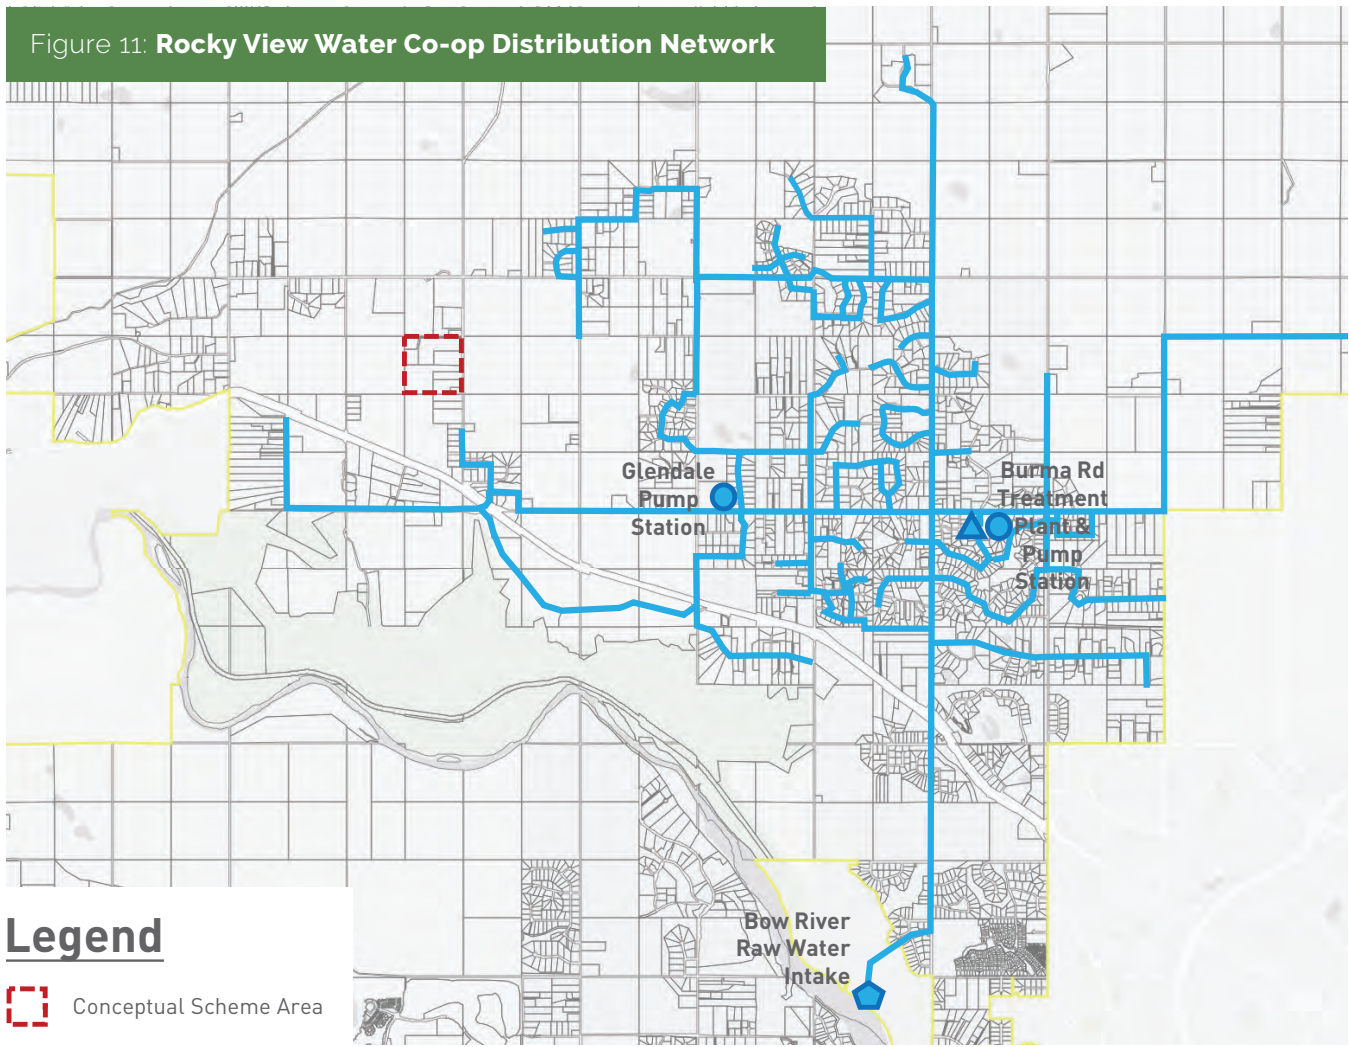 Figure 11: Rocky View Water Co-op Distribution Network
Glendale
Pump
Station
Burma Rd
Treatment
Plant &
Pump
Station
Bow River
Raw Water
Intake
Legend
Conceptual Scheme Area